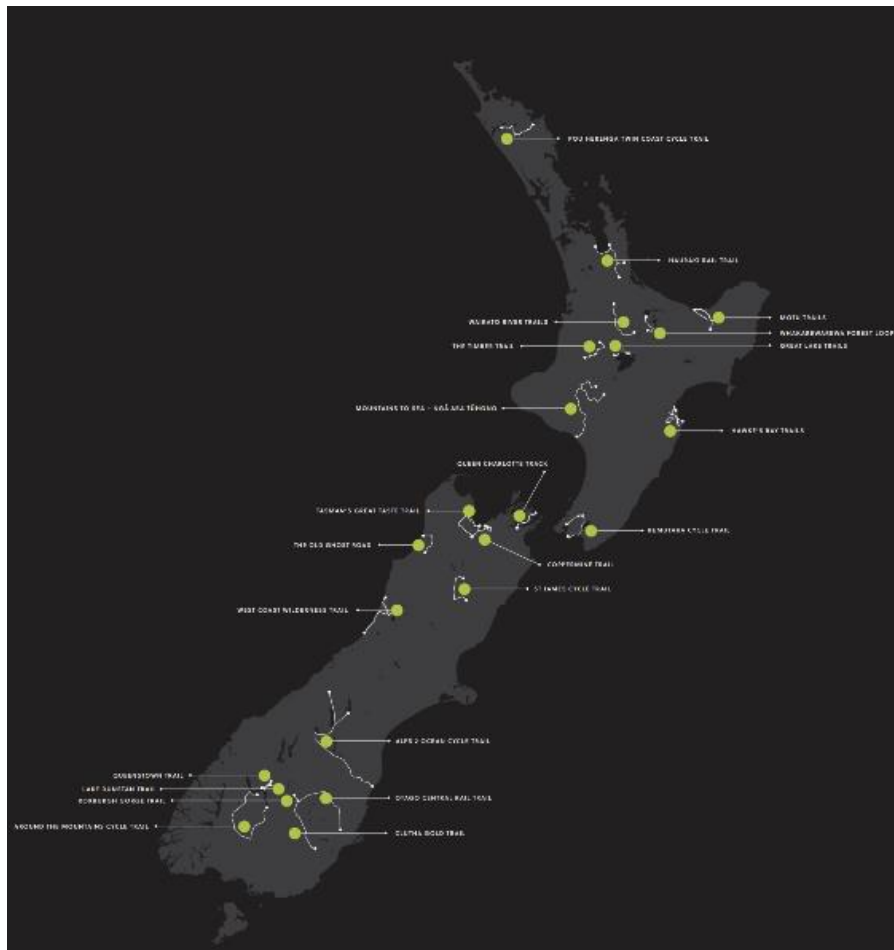 POU HERENGA TWIN COAST CYCLE TRAIL
HAURAKI RAIL TRAIL
WAIKATO RIVER TRAILS
MOTU TRAILS
WHAKAREWAREWA FOREST LOOP
THE TIMBER TRAIL
GREAT LAKE TRAILS
MOUNTAINS TO SEA – NGĀ ARA TŪHONO
HAWKE'S BAY TRAILS
QUEEN CHARLOTTE TRACK
TASMAN'S GREAT TASTE TRAIL
REMUTAKA CYCLE TRAIL
THE OLD GHOST ROAD
COPPERMINE TRAIL
ST JAMES CYCLE TRAIL
WEST COAST WILDERNESS TRAIL
ALPS 2 OCEAN CYCLE TRAIL
QUEENSTOWN TRAIL
LAKE DUNSTAN TRAIL
ROXBURGH GORGE TRAIL
OTAGO CENTRAL RAIL TRAIL
AROUND THE MOUNTAINS CYCLE TRAIL
CLUTHA GOLD TRAIL